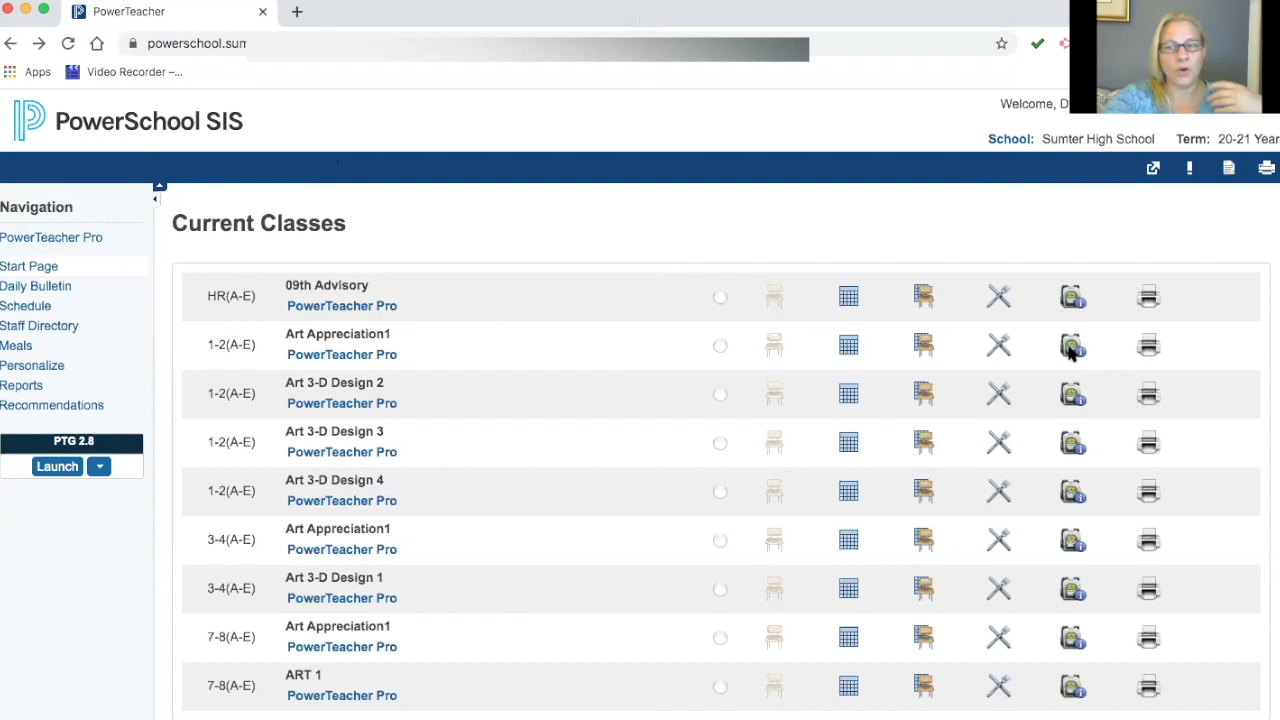 PowerTeacher
powerschool.sum
Apps Video Recorder –...
PowerSchool SIS
Welcome, D
School: Sumter High School Term: 20-21 Year
Navigation
PowerTeacher Pro
Start Page
Daily Bulletin
Schedule
Staff Directory
Meals
Personalize
Reports
Recommendations
PTG 2.8
Launch
Current Classes
HR(A-E) 09th Advisory
PowerTeacher Pro
1-2(A-E) Art Appreciation1
PowerTeacher Pro
1-2(A-E) Art 3-D Design 2
PowerTeacher Pro
1-2(A-E) Art 3-D Design 3
PowerTeacher Pro
1-2(A-E) Art 3-D Design 4
PowerTeacher Pro
3-4(A-E) Art Appreciation1
PowerTeacher Pro
3-4(A-E) Art 3-D Design 1
PowerTeacher Pro
7-8(A-E) Art Appreciation1
PowerTeacher Pro
7-8(A-E) ART 1
PowerTeacher Pro